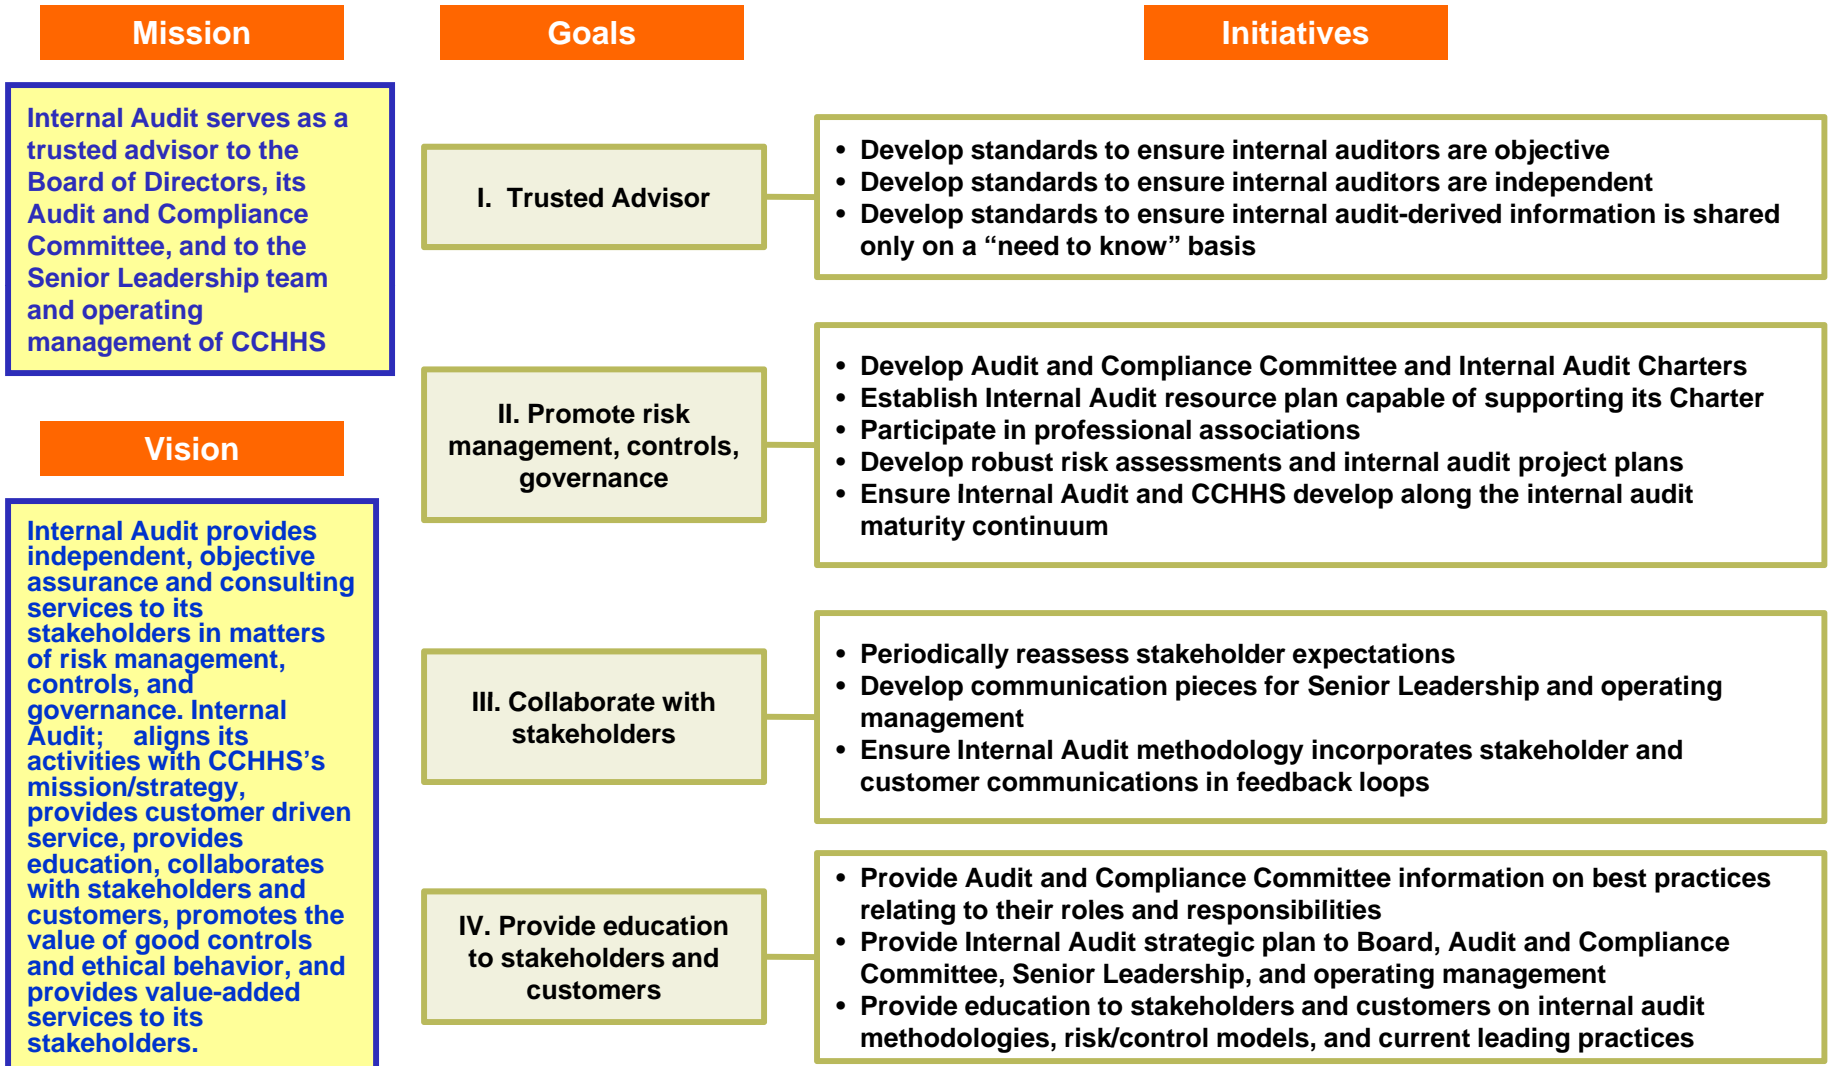 Mission
Internal Audit serves as a
trusted advisor to the
Board of Directors, its
Audit and Compliance
Committee, and to the
Senior Leadership team
and operating
management of CCHHS
Vision
Internal Audit provides
independent, objective
assurance and consulting
services to its
stakeholders in matters
of risk management,
controls, and
governance. Internal
Audit; aligns its
activities with CCHHS’s
mission/strategy,
provides customer driven
service, provides
education, collaborates
with stakeholders and
customers, promotes the
value of good controls
and ethical behavior, and
provides value-added
services to its
stakeholders.
Goals
Initiatives
I. Trusted Advisor
• Develop standards to ensure internal auditors are objective
• Develop standards to ensure internal auditors are independent
• Develop standards to ensure internal audit-derived information is shared
only on a “need to know” basis
II. Promote risk
management, controls,
governance
• Develop Audit and Compliance Committee and Internal Audit Charters
• Establish Internal Audit resource plan capable of supporting its Charter
• Participate in professional associations
• Develop robust risk assessments and internal audit project plans
• Ensure Internal Audit and CCHHS develop along the internal audit
maturity continuum
III. Collaborate with
stakeholders
• Periodically reassess stakeholder expectations
• Develop communication pieces for Senior Leadership and operating
management
• Ensure Internal Audit methodology incorporates stakeholder and
customer communications in feedback loops
IV. Provide education
to stakeholders and
customers
• Provide Audit and Compliance Committee information on best practices
relating to their roles and responsibilities
• Provide Internal Audit strategic plan to Board, Audit and Compliance
Committee, Senior Leadership, and operating management
• Provide education to stakeholders and customers on internal audit
methodologies, risk/control models, and current leading practices